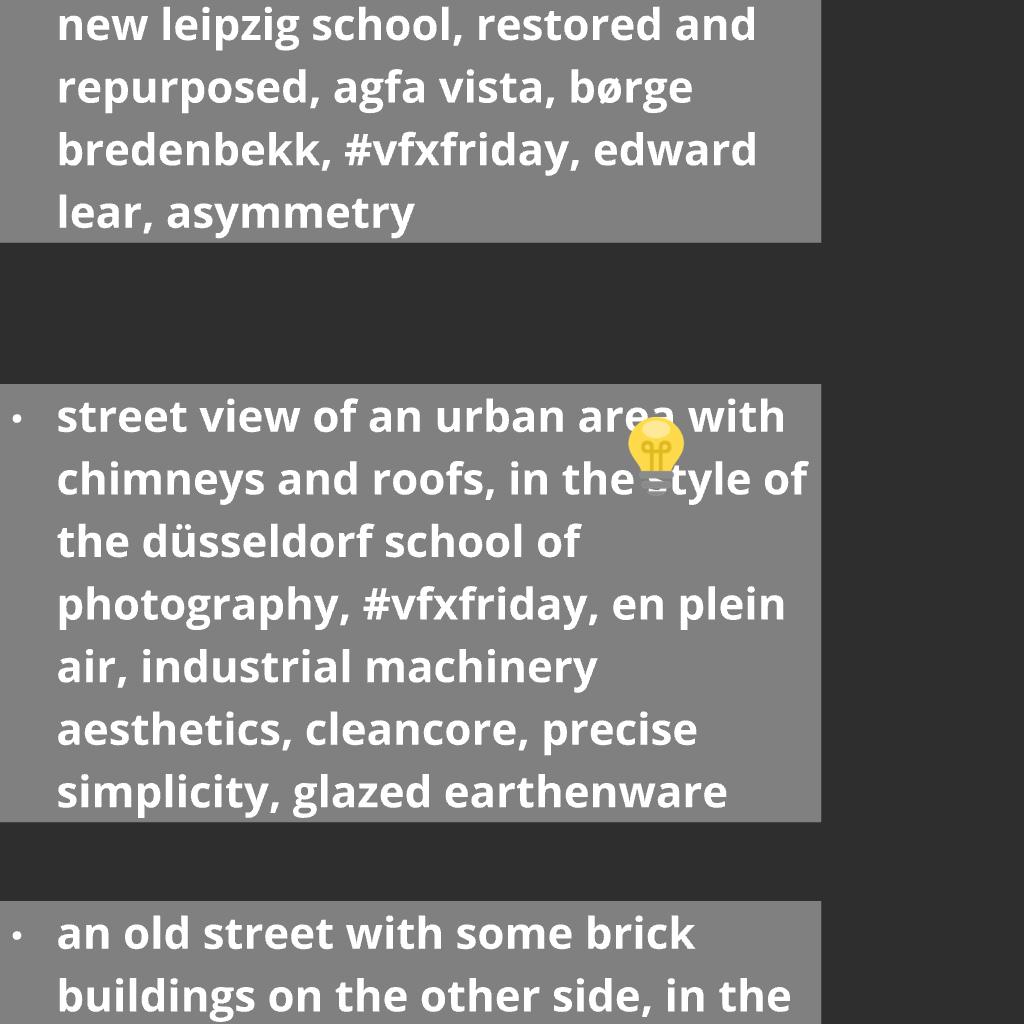 new leipzig school, restored and
repurposed, agfa vista, børge
bredenbekk, #vfxfriday, edward
lear, asymmetry
• street view of an urban area with
chimneys and roofs, in the style of
the düsseldorf school of
photography, #vfxfriday, en plein
air, industrial machinery
aesthetics, cleancore, precise
simplicity, glazed earthenware
• an old street with some brick
buildings on the other side, in the